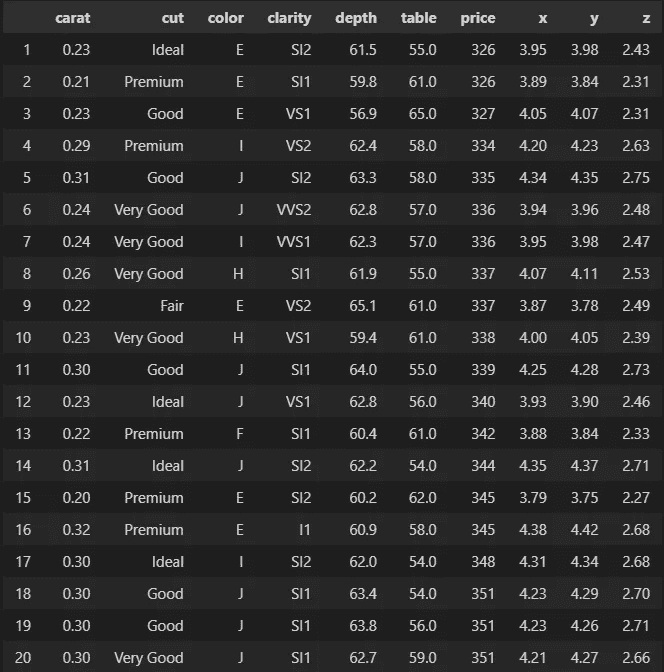 carat cut color clarity depth table price x y z
1 0.23 Ideal E SI2 61.5 55.0 326 3.95 3.98 2.43
2 0.21 Premium E SI1 59.8 61.0 326 3.89 3.84 2.31
3 0.23 Good E VS1 56.9 65.0 327 4.05 4.07 2.31
4 0.29 Premium I VS2 62.4 58.0 334 4.20 4.23 2.63
5 0.31 Good J SI2 63.3 58.0 335 4.34 4.35 2.75
6 0.24 Very Good J VVS2 62.8 57.0 336 3.94 3.96 2.48
7 0.24 Very Good I VVS1 62.3 57.0 336 3.95 3.98 2.47
8 0.26 Very Good H SI1 61.9 55.0 337 4.07 4.11 2.53
9 0.22 Fair E VS2 65.1 61.0 337 3.87 3.78 2.49
10 0.23 Very Good H VS1 59.4 61.0 338 4.00 4.05 2.39
11 0.30 Good J SI1 64.0 55.0 339 4.25 4.28 2.73
12 0.23 Ideal J VS1 62.8 56.0 340 3.93 3.90 2.46
13 0.22 Premium F SI1 60.4 61.0 342 3.88 3.84 2.33
14 0.31 Ideal J SI2 62.2 54.0 344 4.35 4.37 2.71
15 0.20 Premium E SI2 60.2 62.0 345 3.79 3.75 2.27
16 0.32 Premium E I1 60.9 58.0 345 4.38 4.42 2.68
17 0.30 Ideal I SI2 62.0 54.0 348 4.31 4.34 2.68
18 0.30 Good J SI1 63.4 54.0 351 4.23 4.29 2.70
19 0.30 Good J SI1 63.8 56.0 351 4.23 4.26 2.71
20 0.30 Very Good J SI1 62.7 59.0 351 4.21 4.27 2.66